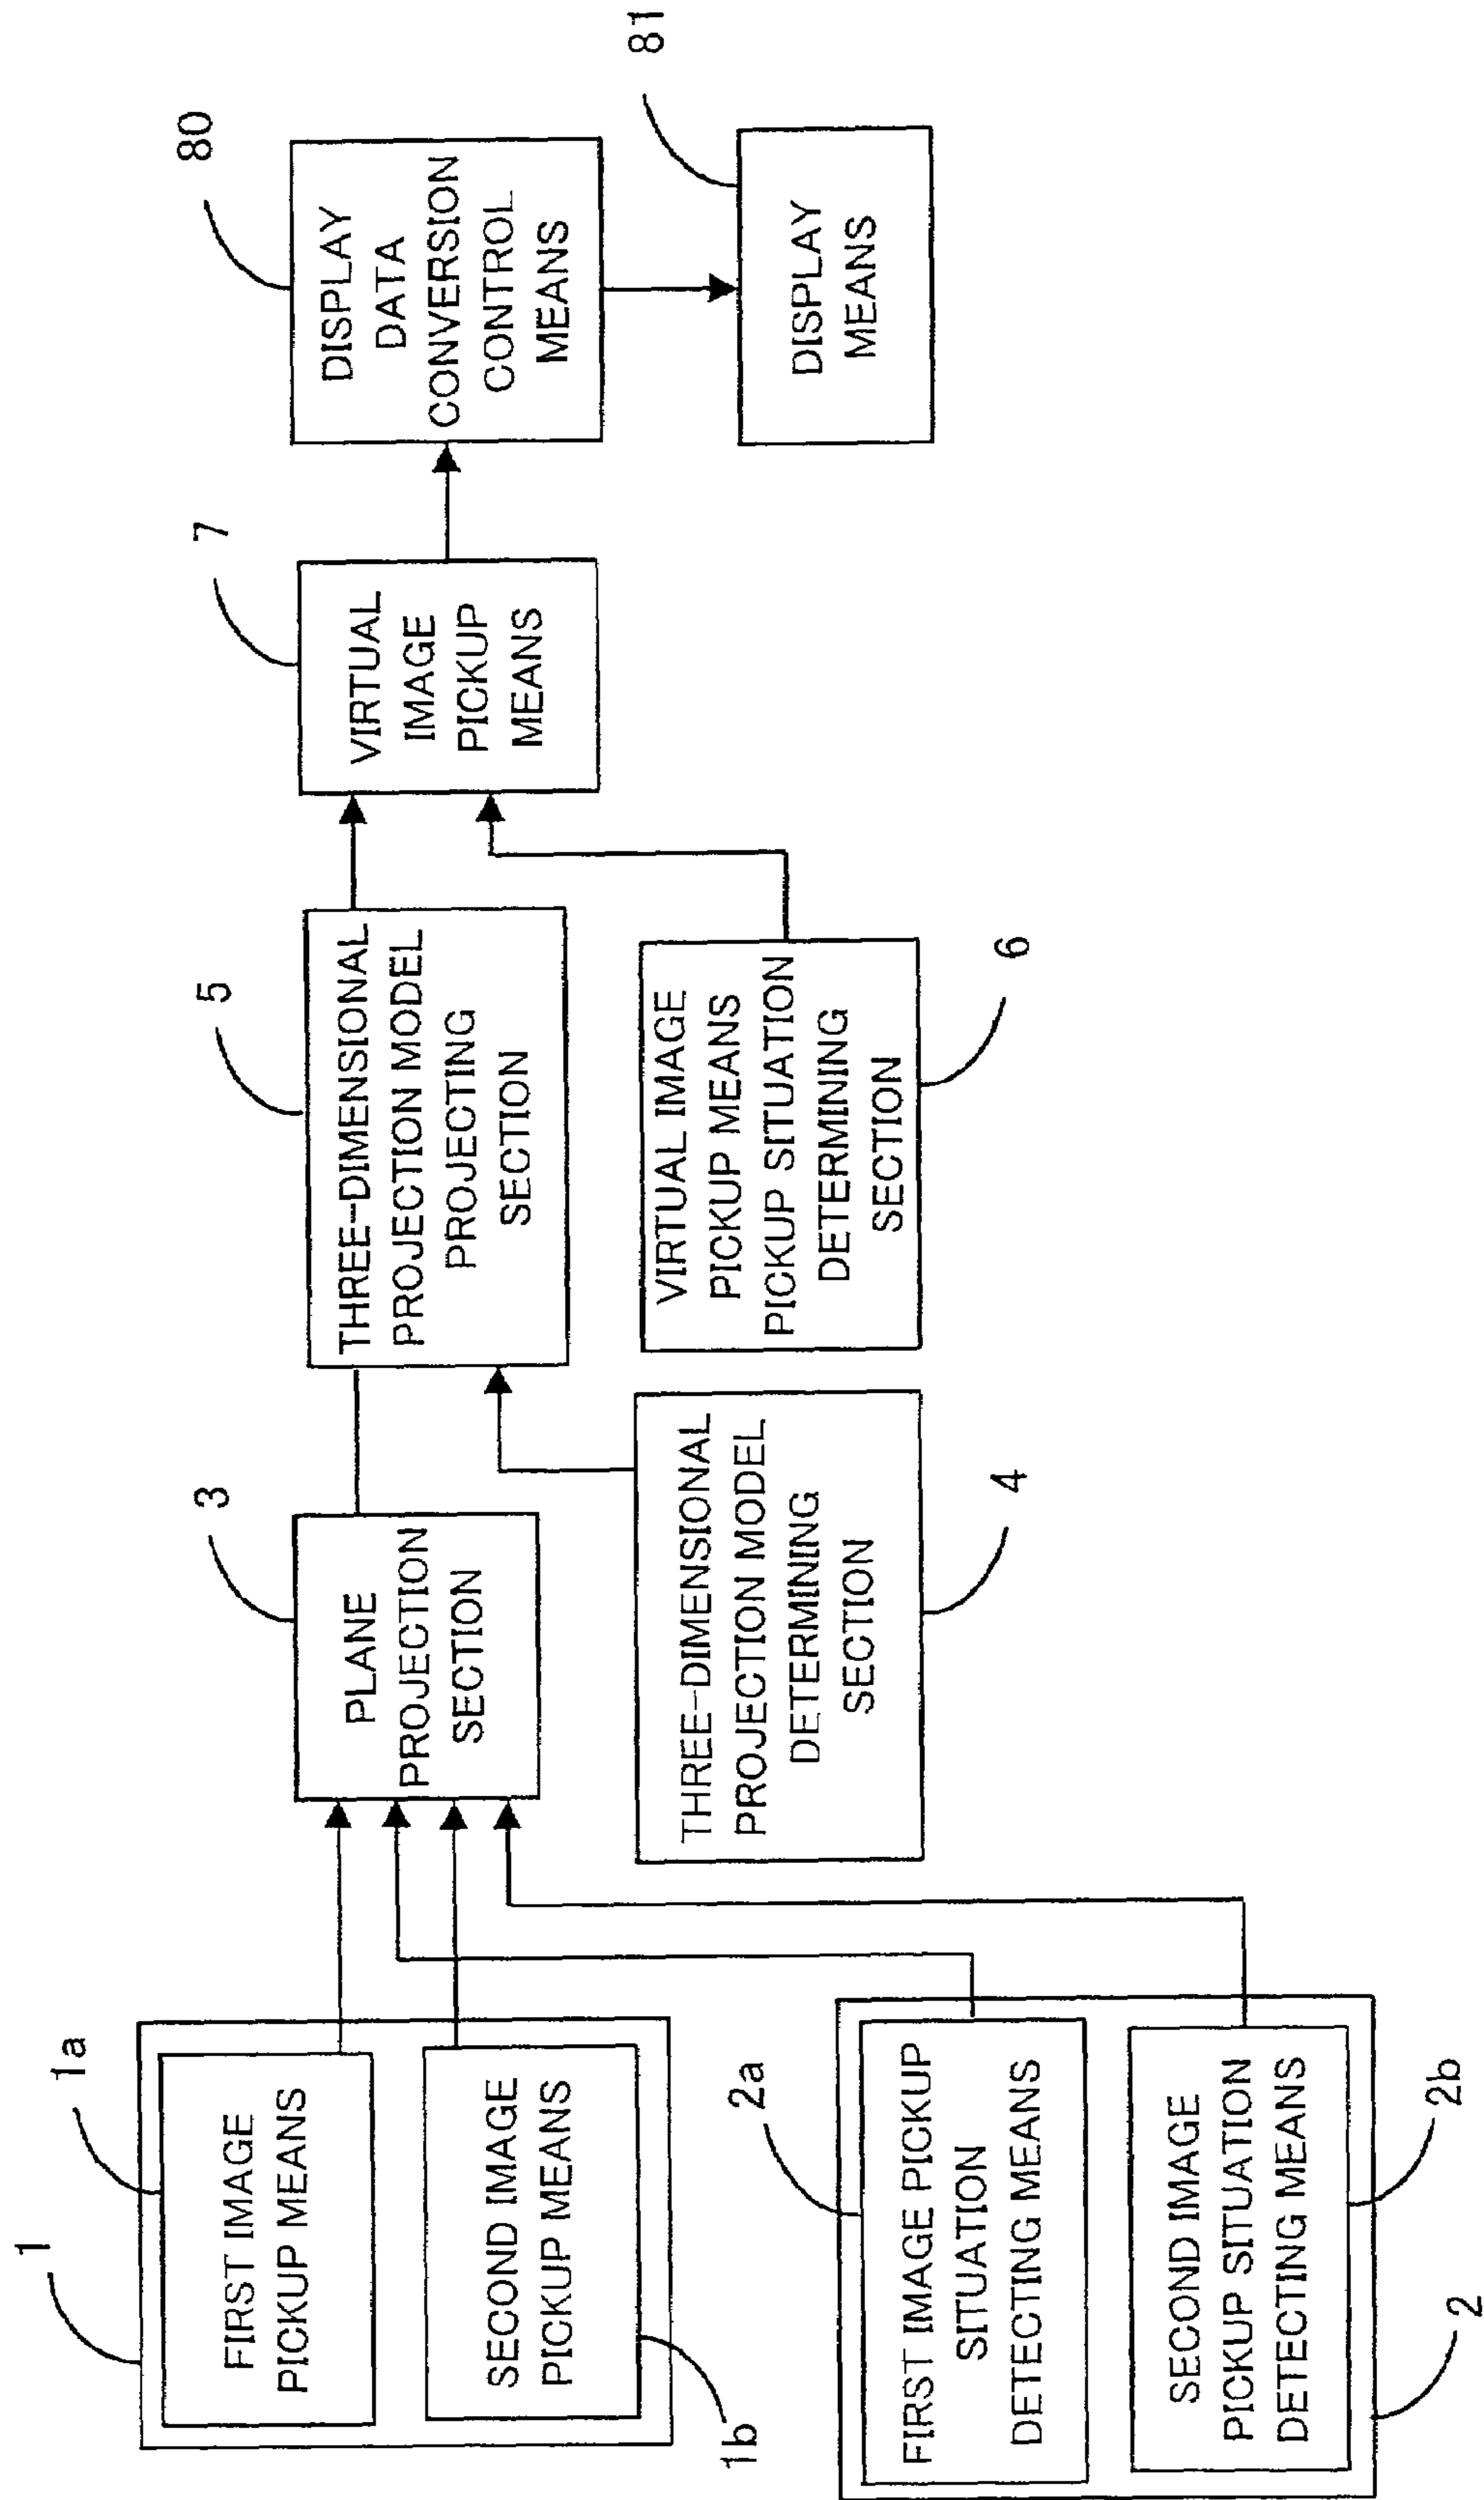 1
1a
FIRST IMAGE
PICKUP MEANS
SECOND IMAGE
PICKUP MEANS
1b
2a
FIRST IMAGE PICKUP
SITUATION
DETECTING MEANS
SECOND IMAGE
PICKUP SITUATION
DETECTING MEANS
2b
2
3
PLANE
PROJECTION
SECTION
THREE-DIMENSIONAL
PROJECTION MODEL
DETERMINING
SECTION
4
5
THREE-DIMENSIONAL
PROJECTION MODEL
PROJECTING
SECTION
VIRTUAL IMAGE
PICKUP MEANS
PICKUP SITUATION
DETERMINING
SECTION
6
7
VIRTUAL
IMAGE
PICKUP
MEANS
80
DISPLAY
DATA
CONVERSION
CONTROL
MEANS
81
DISPLAY
MEANS